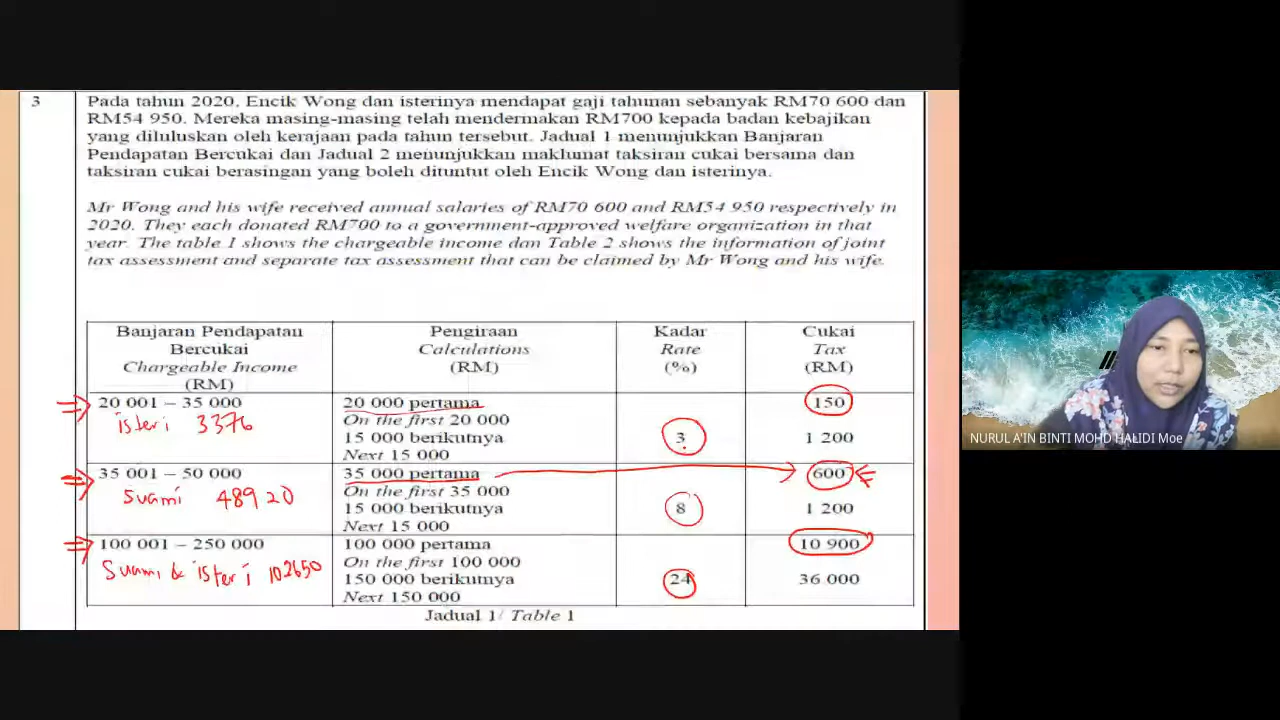 3
Pada tahun 2020, Encik Wong dan isterinya mendapat gaji tahunan sebanyak RM70 600 dan
RM54 950. Mereka masing-masing telah mendermakan RM700 kepada badan kebajikan
yang diluluskan oleh kerajaan pada tahun tersebut. Jadual 1 menunjukkan Banjaran
Pendapatan Bercukai dan Jadual 2 menunjukkan maklumat taksiran cukai bersama dan
taksiran cukai berasingan yang boleh dituntut oleh Encik Wong dan isterinya.
Mr Wong and his wife received annual salaries of RM70 600 and RM54 950 respectively in
2020. They each donated RM700 to a government-approved welfare organization in that
year. The table 1 shows the chargeable income dan Table 2 shows the information of joint
tax assessment and separate tax assessment that can be claimed by Mr Wong and his wife.
Banjaran Pendapatan
Bercukai
Chargeable Income
(RM)
Pengiraan
Calculations
(RM)
Kadar
Rate
(%)
Cukai
Tax
(RM)
20 001 – 35 000
isteri 3376
20 000 pertama
On the first 20 000
15 000 berikutnya
Next 15 000
3
150
1 200
35 001 – 50 000
Suami 48920
35 000 pertama
On the first 35 000
15 000 berikutnya
Next 15 000
8
600
1 200
100 001 – 250 000
Suami & isteri 102650
100 000 pertama
On the first 100 000
150 000 berikutnya
Next 150 000
24
10 900
36 000
Jadual 1/ Table 1
NURUL A'IN BINTI MOHD HALIDI Moe